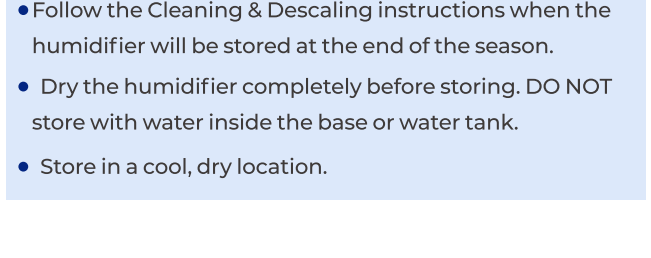 • Follow the Cleaning & Descaling instructions when the
humidifier will be stored at the end of the season.
• Dry the humidifier completely before storing. DO NOT
store with water inside the base or water tank.
• Store in a cool, dry location.